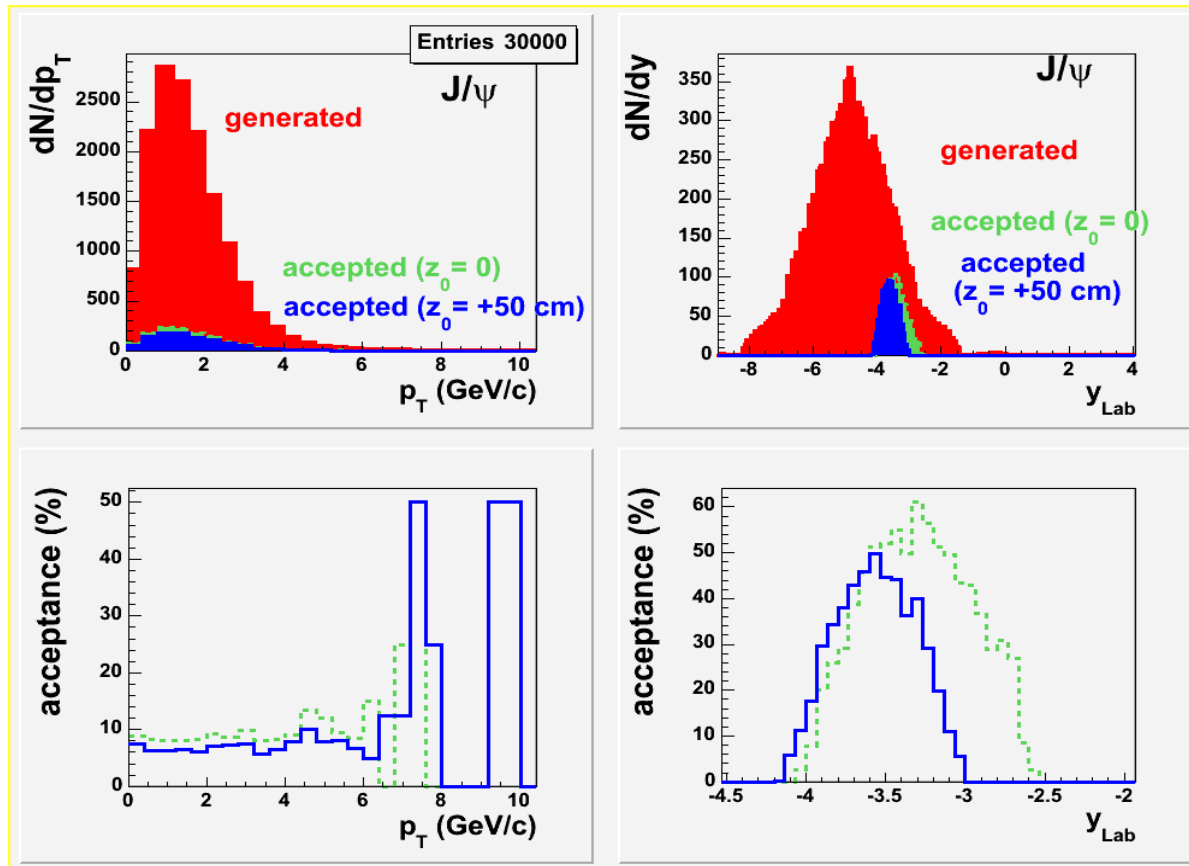 Entries 30000
dN/dp_T
J/ψ
generated
accepted (z_0= 0)
accepted (z_0= +50 cm)
2500
2000
1500
1000
500
0
0 2 4 6 8 10
p_T (GeV/c)
dN/dy
J/ψ
generated
accepted (z_0= 0)
accepted
(z_0= +50 cm)
350
300
250
200
150
100
50
0
-8 -6 -4 -2 0 2 4
y_Lab
acceptance (%)
50
40
30
20
10
0
0 2 4 6 8 10
p_T (GeV/c)
acceptance (%)
60
50
40
30
20
10
0
-4.5 -4 -3.5 -3 -2.5 -2
y_Lab